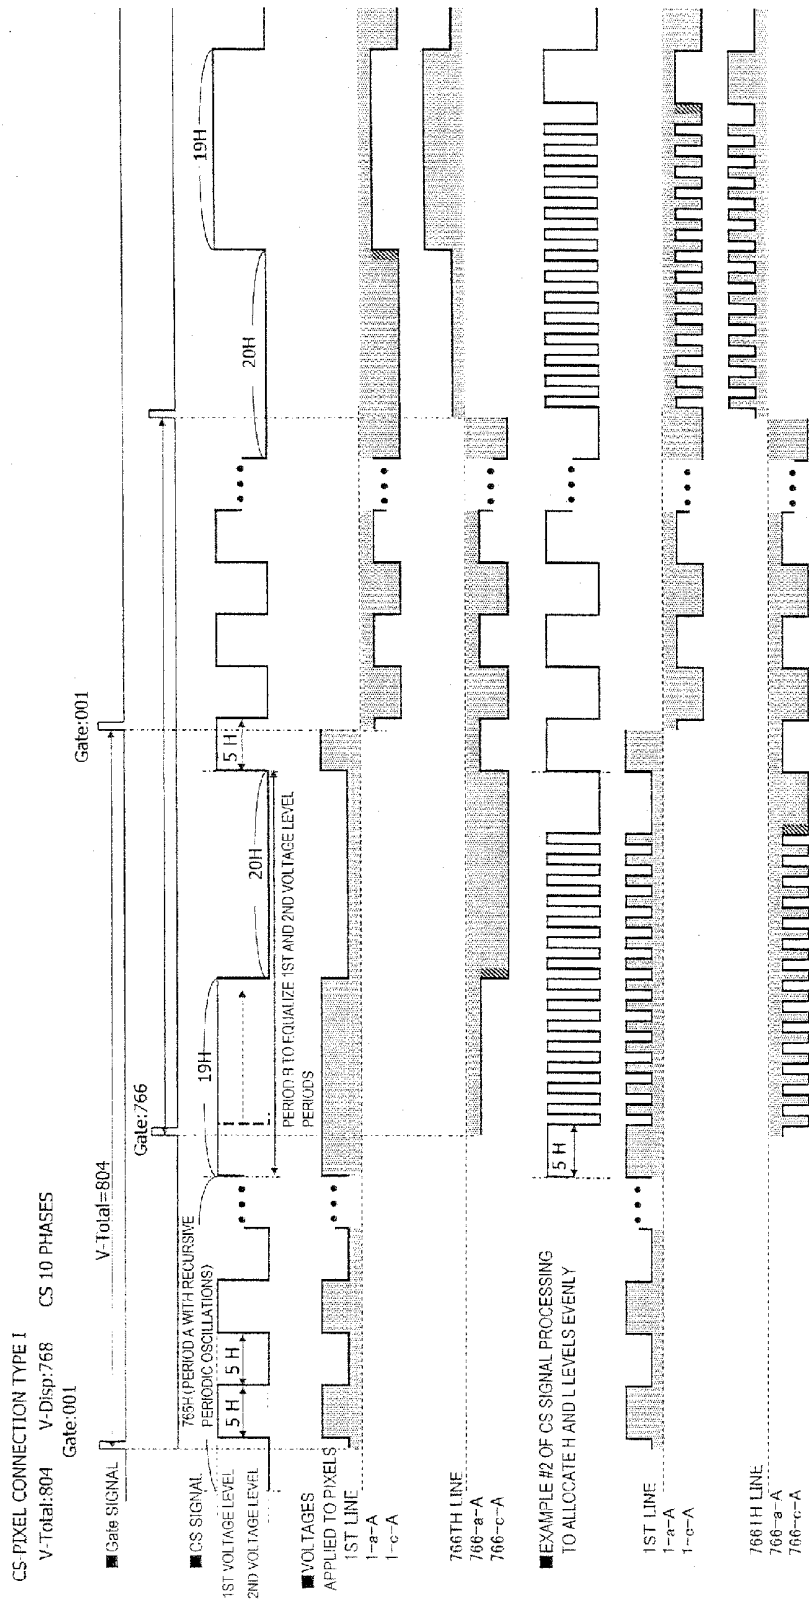 CS-PIXEL CONNECTION TYPE I
V-Total:804 V-Disp:768 CS 10 PHASES
Gate:001
V-Total=804
Gate:001
■Gate SIGNAL
Gate:766
■CS SIGNAL
1ST VOLTAGE LEVEL
2ND VOLTAGE LEVEL
765H (PERIOD A WITH RECURSIVE
PERIODIC OSCILLATIONS)
5 H
5 H
19H
20H
5 H
20H
19H
PERIOD B TO EQUALIZE 1ST AND 2ND VOLTAGE LEVEL
PERIODS
■VOLTAGES
APPLIED TO PIXELS
1ST LINE
1-a-A
1-c-A
766TH LINE
766-a-A
766-c-A
■EXAMPLE #2 OF CS SIGNAL PROCESSING
TO ALLOCATE H AND L LEVELS EVENLY
5 H
1ST LINE
1-a-A
1-c-A
7661H LINE
766-a-A
766-c-A